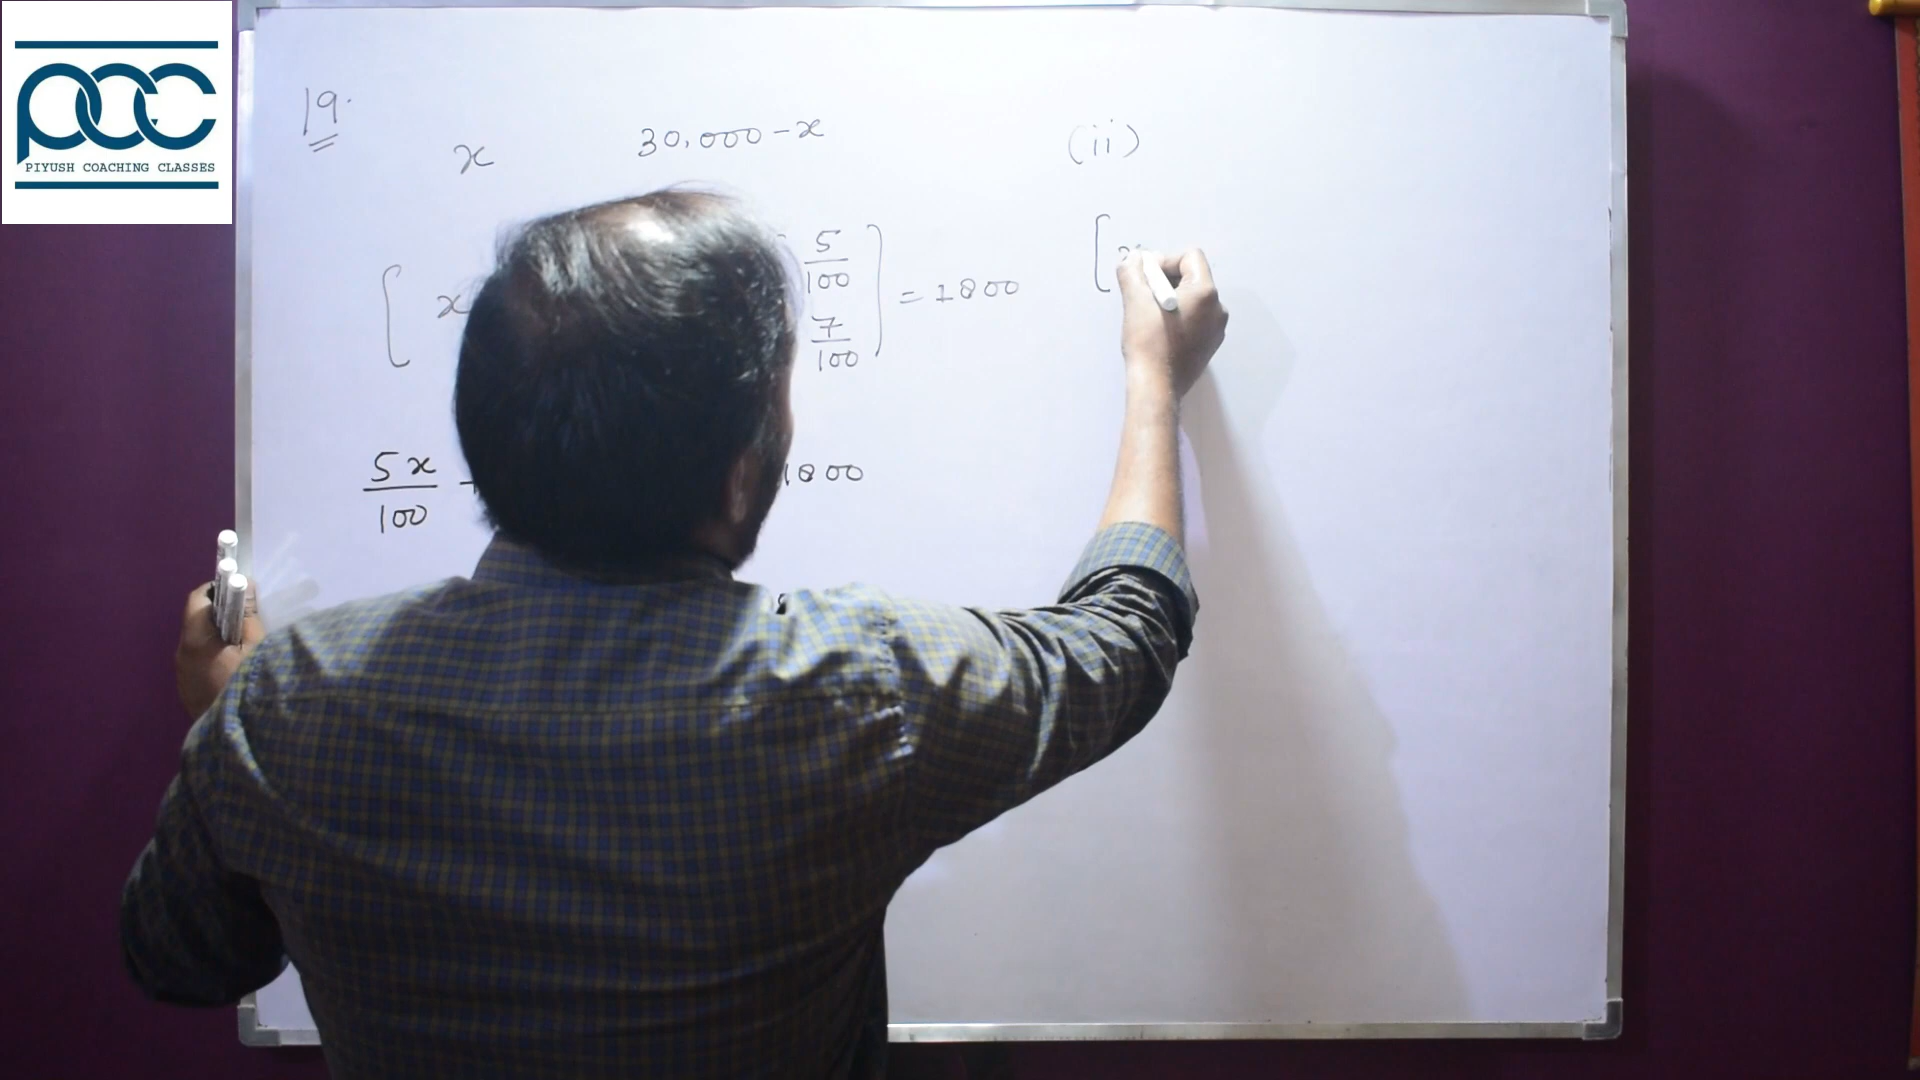 PCC
PIYUSH COACHING CLASSES
19.
x 30,000 - x
[ x 5/100
7/100 ] = 1800
5x/100 1800
(ii)
[ x